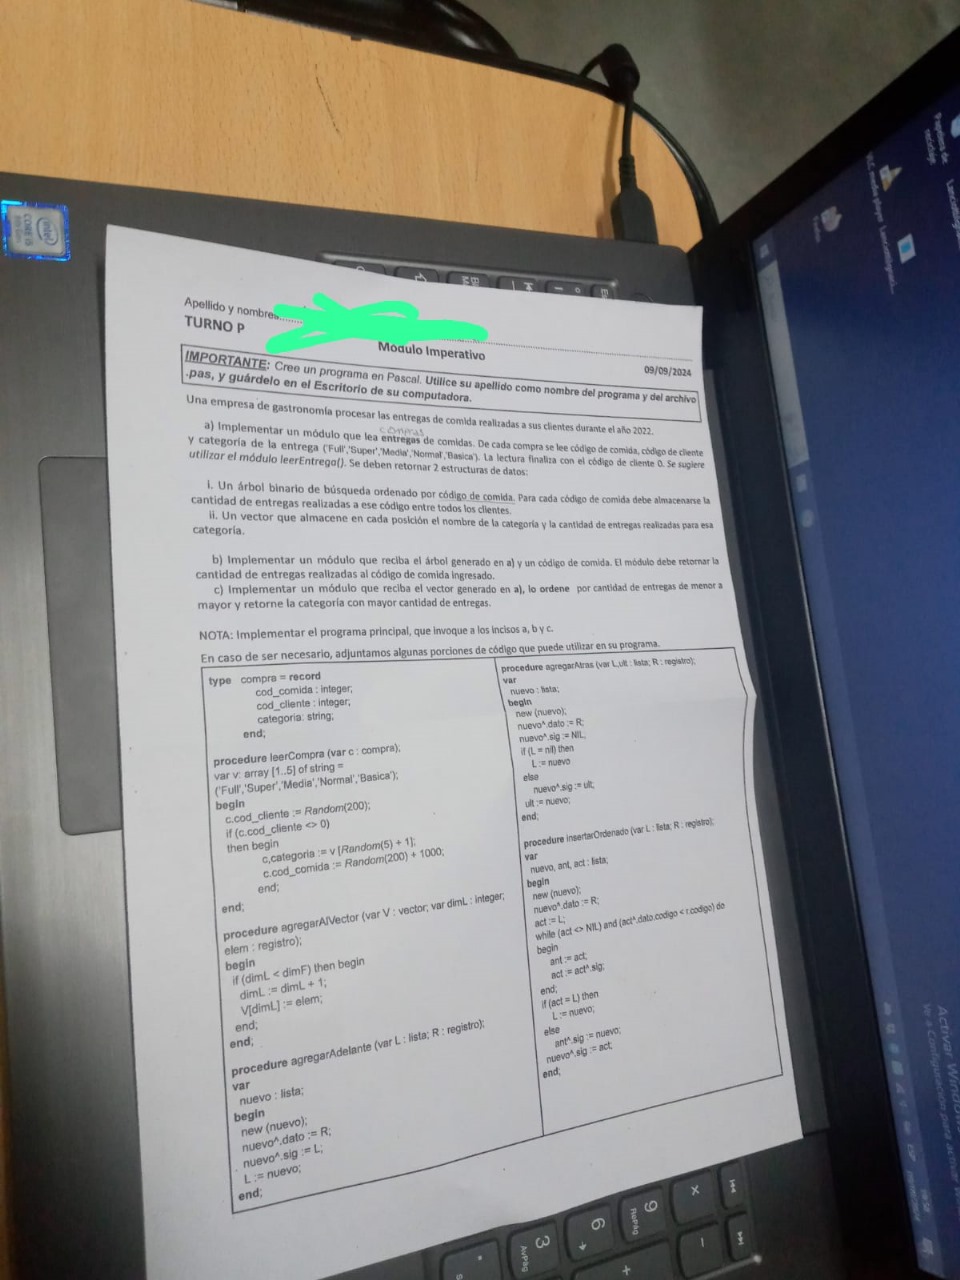 Apellido y nombre:..........
TURNO P
Módulo Imperativo
09/09/2024
IMPORTANTE: Cree un programa en Pascal. Utilice su apellido como nombre del programa y del archivo
.pas, y guárdelo en el Escritorio de su computadora.
Una empresa de gastronomía procesar las entregas de comida realizadas a sus clientes durante el año 2022.
compras
a) Implementar un módulo que lea entregas de comidas. De cada compra se lee código de comida, código de cliente
y categoría de la entrega ('Full','Super','Media','Normal','Basica'). La lectura finaliza con el código de cliente 0. Se sugiere
utilizar el módulo leerEntrega(). Se deben retornar 2 estructuras de datos:
i. Un árbol binario de búsqueda ordenado por código de comida. Para cada código de comida debe almacenarse la
cantidad de entregas realizadas a ese código entre todos los clientes.
ii. Un vector que almacene en cada posición el nombre de la categoría y la cantidad de entregas realizadas para esa
categoría.
b) Implementar un módulo que reciba el árbol generado en a) y un código de comida. El módulo debe retornar la
cantidad de entregas realizadas al código de comida ingresado.
c) Implementar un módulo que reciba el vector generado en a), lo ordene por cantidad de entregas de menor a
mayor y retorne la categoría con mayor cantidad de entregas.
NOTA: Implementar el programa principal, que invoque a los incisos a, b y c.
En caso de ser necesario, adjuntamos algunas porciones de código que puede utilizar en su programa.
type compra = record
cod_comida : integer;
cod_cliente : integer;
categoria: string;
end;
procedure leerCompra (var c : compra);
var v: array [1..5] of string =
('Full','Super','Media','Normal','Basica');
begin
c.cod_cliente := Random(200);
if (c.cod_cliente <> 0)
then begin
c.categoria := v [Random(5) + 1];
c.cod_comida := Random(200) + 1000;
end;
end;
procedure agregarAlVector (var V : vector; var dimL : integer;
elem : registro);
begin
if (dimL < dimF) then begin
dimL := dimL + 1;
V[dimL] := elem;
end;
end;
procedure agregarAdelante (var L : lista; R : registro);
var
nuevo : lista;
begin
new (nuevo);
nuevo^.dato := R;
nuevo^.sig := L;
L := nuevo;
end;
procedure agregarAtras (var L,ult : lista; R : registro);
var
nuevo : lista;
begin
new (nuevo);
nuevo^.dato := R;
nuevo^.sig := NIL;
if (L = nil) then
L := nuevo
else
nuevo^.sig := ult;
ult := nuevo;
end;
procedure insertarOrdenado (var L : lista; R : registro);
var
nuevo, ant, act : lista;
begin
new (nuevo);
nuevo^.dato := R;
act := L;
while (act <> NIL) and (act^.dato.codigo < r.codigo) do
begin
ant := act;
act := act^.sig;
end;
if (act = L) then
L := nuevo;
else
ant^.sig := nuevo;
nuevo^.sig := act;
end;
intel
CORE i5
Papelera de
reciclaje
VLC media player
Activar Windows
9
RePág
6
3
AvPág